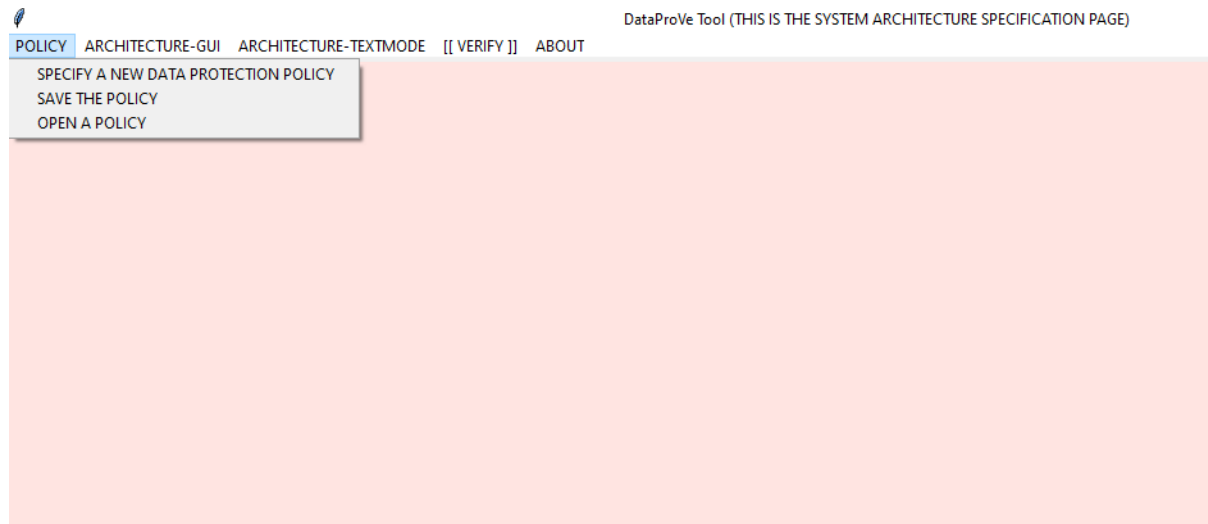 DataProVe Tool (THIS IS THE SYSTEM ARCHITECTURE SPECIFICATION PAGE)
POLICY ARCHITECTURE-GUI ARCHITECTURE-TEXTMODE [[ VERIFY ]] ABOUT
SPECIFY A NEW DATA PROTECTION POLICY
SAVE THE POLICY
OPEN A POLICY